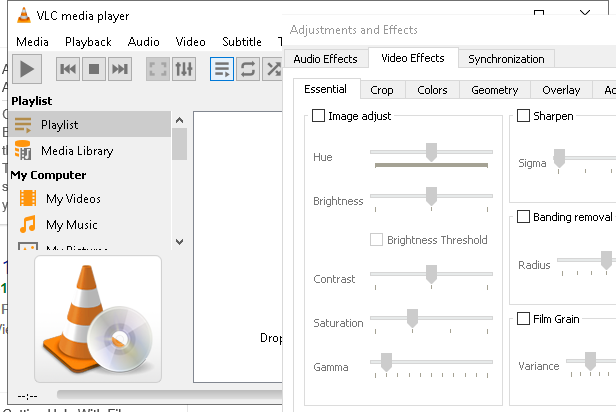 VLC media player
Media Playback Audio Video Subtitle T
Playlist
Playlist
Media Library
My Computer
My Videos
My Music
My Pictures
Drop
--:--
Adjustments and Effects
Audio Effects Video Effects Synchronization
Essential Crop Colors Geometry Overlay
Image adjust
Hue
Brightness
Brightness Threshold
Contrast
Saturation
Gamma
Sharpen
Sigma
Banding removal
Radius
Film Grain
Variance